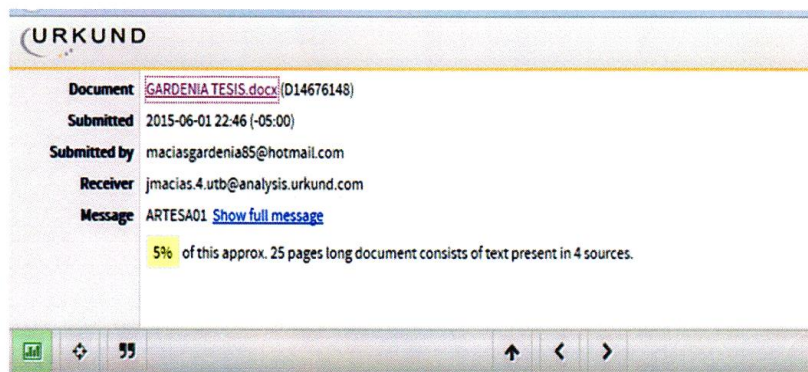 URKUND
Document GARDENIA TESIS.docx (D14676148)
Submitted 2015-06-01 22:46 (-05:00)
Submitted by maciasgardenia85@hotmail.com
Receiver jmacias.4.utb@analysis.urkund.com
Message ARTESA01 Show full message
5% of this approx. 25 pages long document consists of text present in 4 sources.